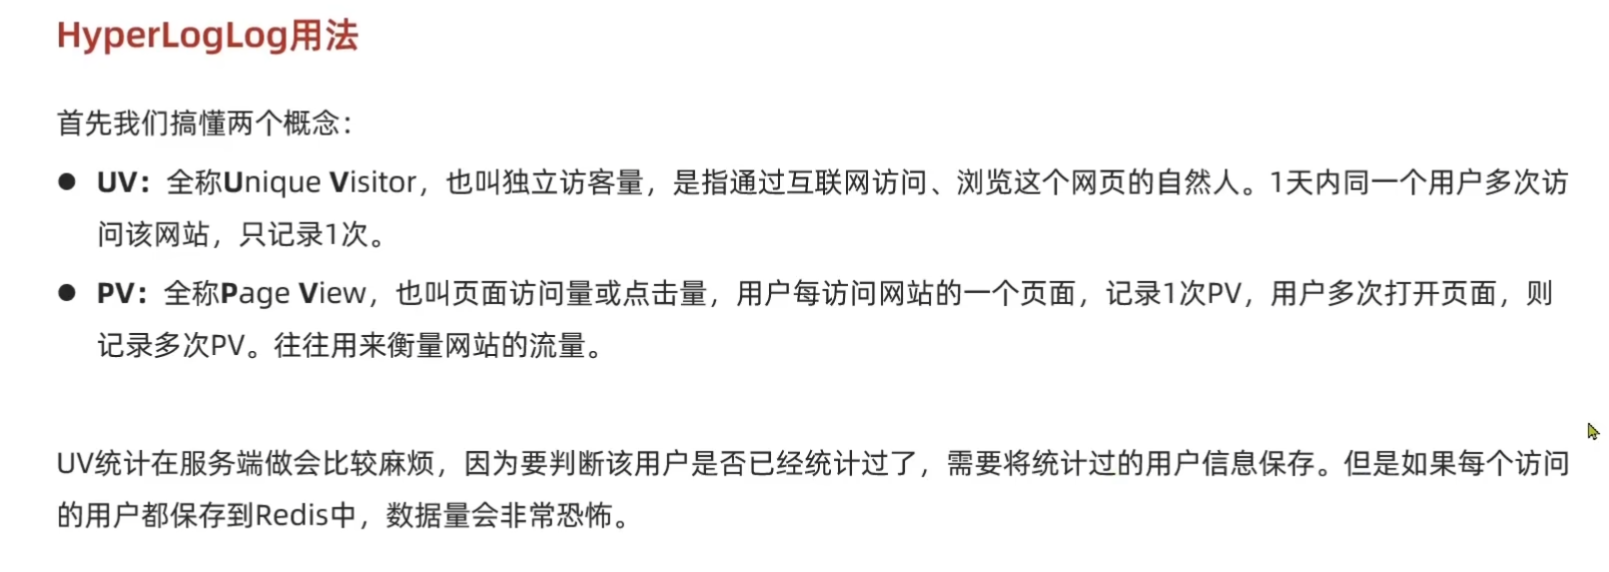 HyperLogLog用法
首先我们搞懂两个概念：
● UV：全称Unique Visitor，也叫独立访客量，是指通过互联网访问、浏览这个网页的自然人。1天内同一个用户多次访
问该网站，只记录1次。
● PV：全称Page View，也叫页面访问量或点击量，用户每访问网站的一个页面，记录1次PV，用户多次打开页面，则
记录多次PV。往往用来衡量网站的流量。
UV统计在服务端做会比较麻烦，因为要判断该用户是否已经统计过了，需要将统计过的用户信息保存。但是如果每个访问
的用户都保存到Redis中，数据量会非常恐怖。